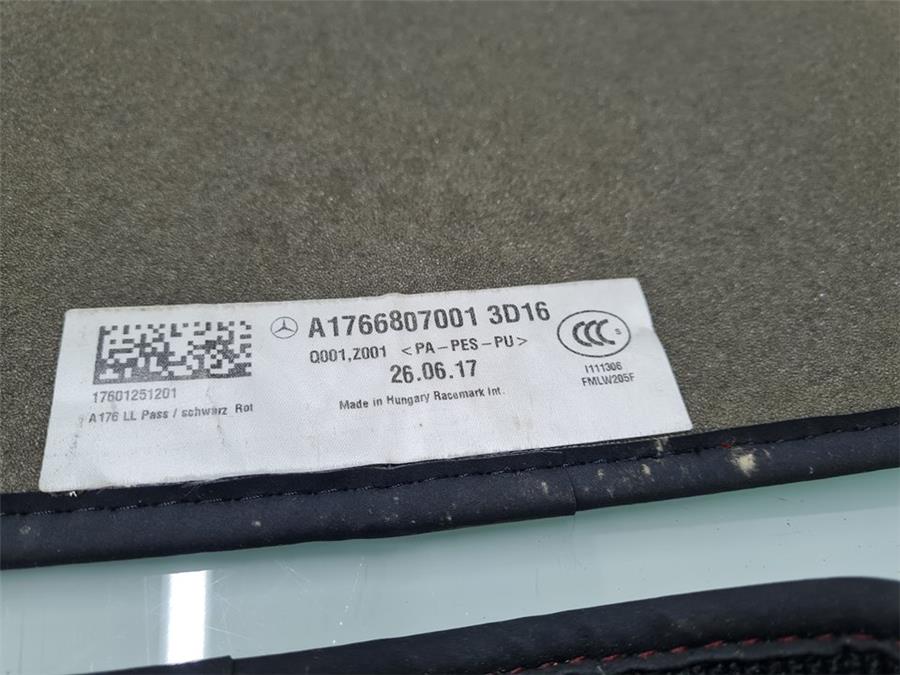 A1766807001 3D16
Q001,Z001 <PA-PES-PU>
26.06.17
Made in Hungary Racemark Int.
17601251201
A176 LL Pass / schwarz Rot
CCC S
I111306
FMLW205F